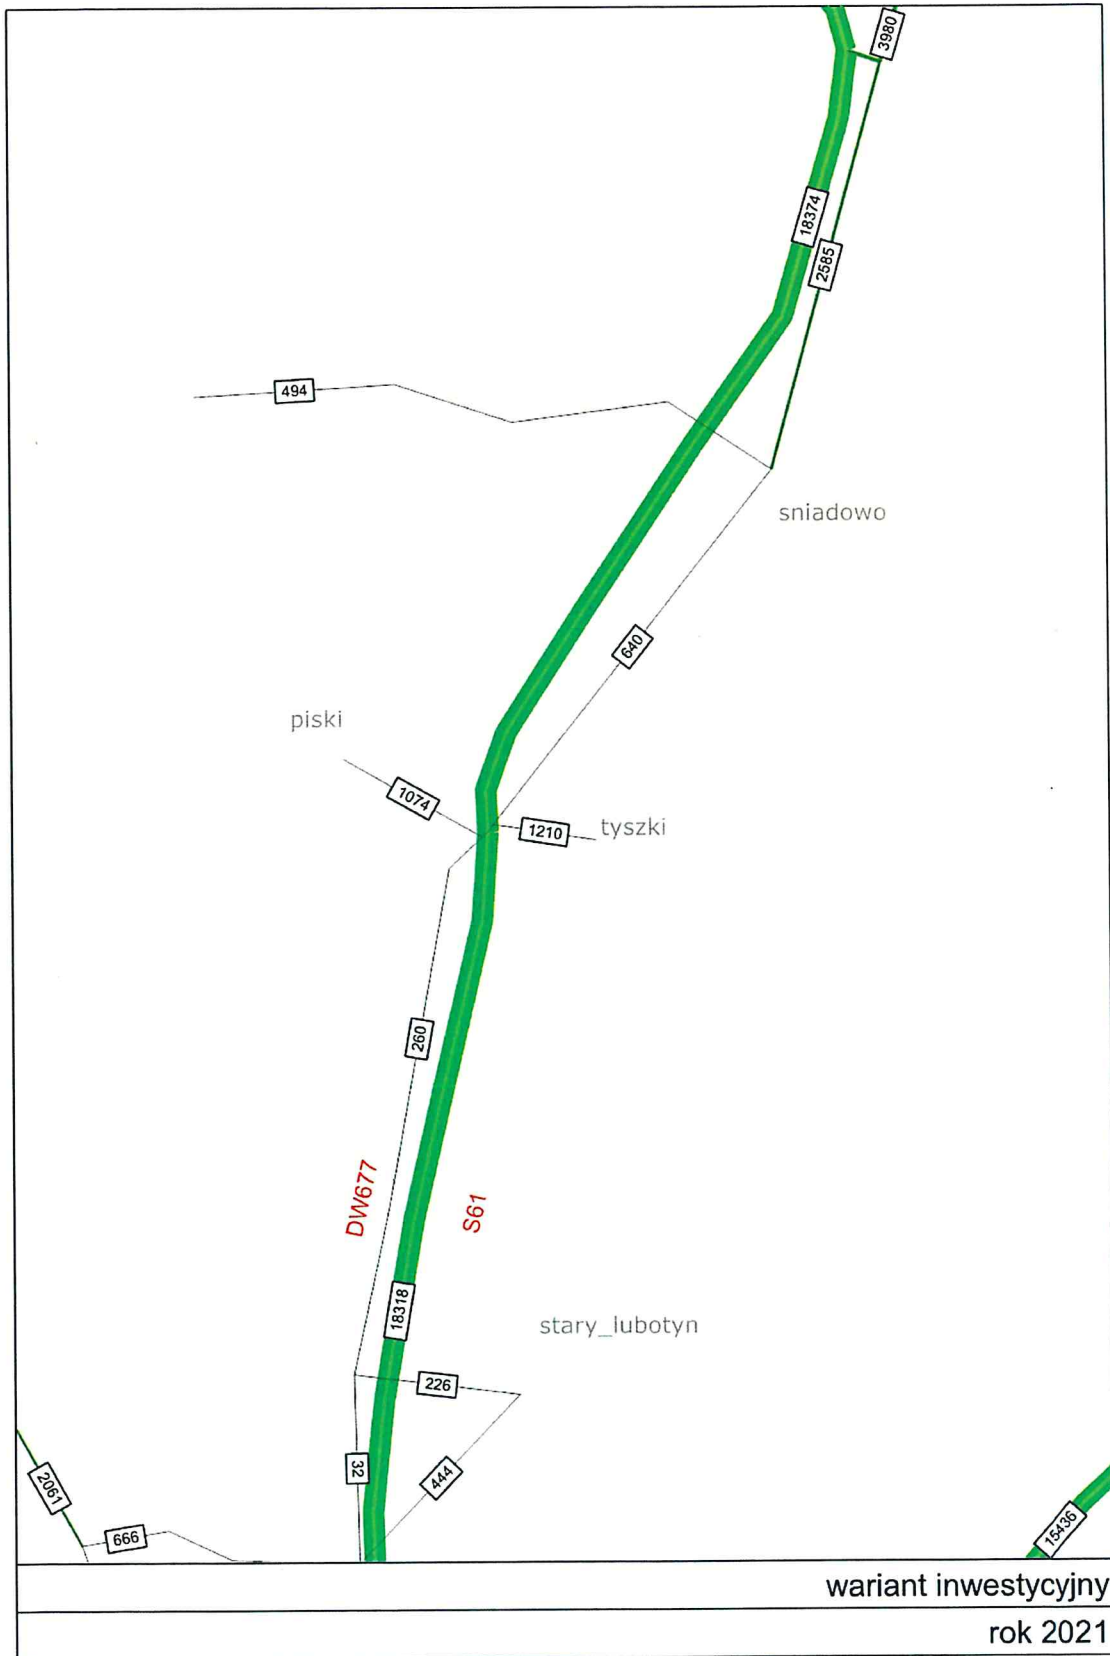 3980
18374
2585
494
sniadowo
640
piski
1074
1210
tyszki
260
DW677
S61
18318
stary_lubotyn
226
32
444
2061
666
15436
wariant inwestycyjny
rok 2021